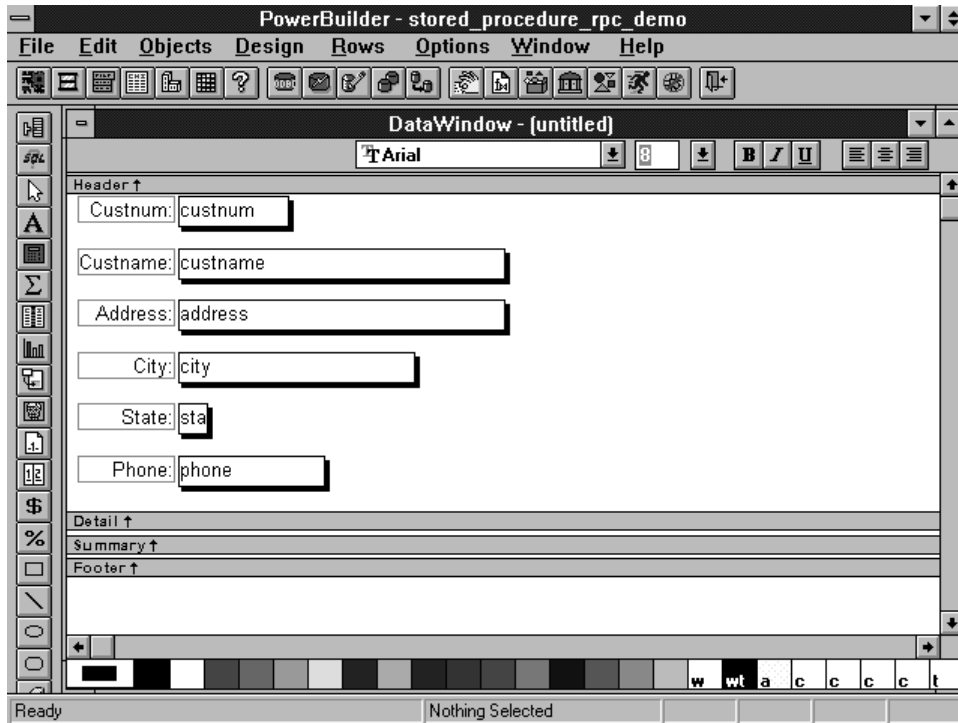 PowerBuilder - stored_procedure_rpc_demo
File Edit Objects Design Rows Options Window Help
DataWindow - (untitled)
SQL
Arial 8 B I U
Header
Custnum: custnum
Custname: custname
Address: address
City: city
State: sta
Phone: phone
Detail
Summary
Footer
A
Σ
$
%
w wt a c c c c t
Ready Nothing Selected